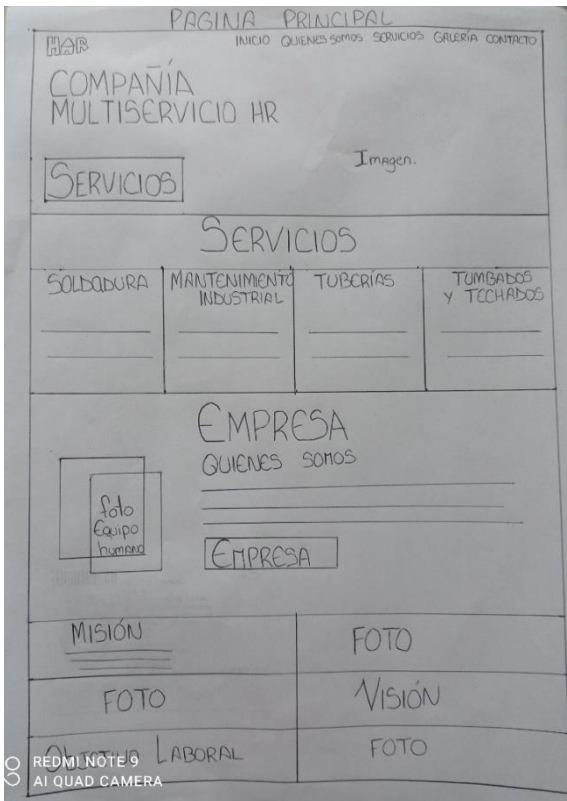 PAGINA PRINCIPAL
HAR
INICIO QUIENES SOMOS SERVICIOS GALERÍA CONTACTO
COMPAÑÍA
MULTISERVICIO HR
Imagen.
SERVICIOS
SERVICIOS
SOLDADURA
MANTENIMIENTO
INDUSTRIAL
TUBERÍAS
TUMBADOS
Y TECHADOS
EMPRESA
QUIENES SOMOS
foto
Equipo
humano
EMPRESA
MISIÓN
FOTO
FOTO
VISIÓN
LABORAL
FOTO
REDMI NOTE 9
AI QUAD CAMERA